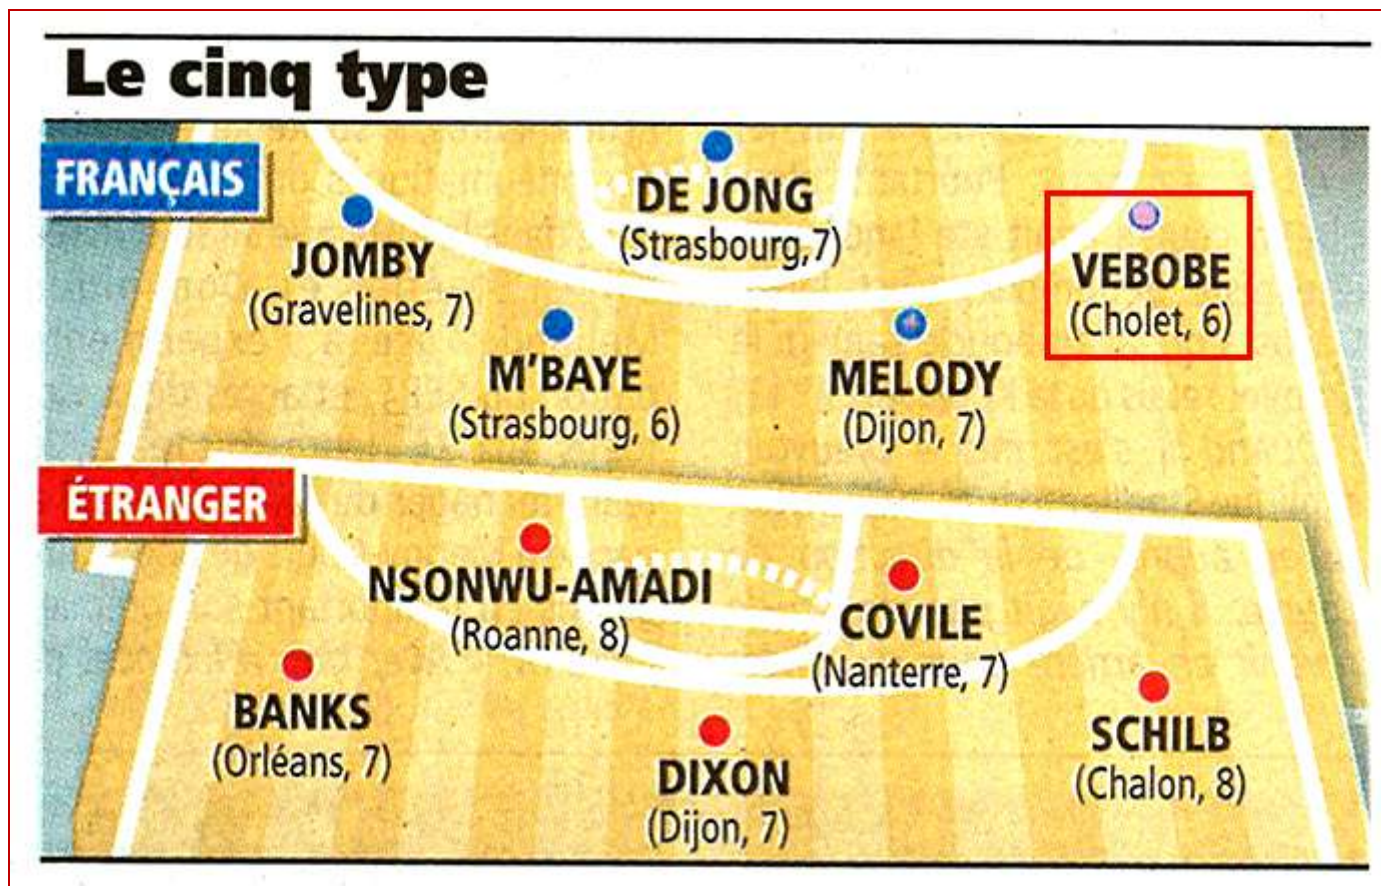 Le cinq type
FRANÇAIS
DE JONG
(Strasbourg,7)
JOMBY
(Gravelines, 7)
VEBOBE
(Cholet, 6)
M'BAYE
(Strasbourg, 6)
MELODY
(Dijon, 7)
ÉTRANGER
NSONWU-AMADI
(Roanne, 8)
COVILE
(Nanterre, 7)
BANKS
(Orléans, 7)
SCHILB
(Chalon, 8)
DIXON
(Dijon, 7)